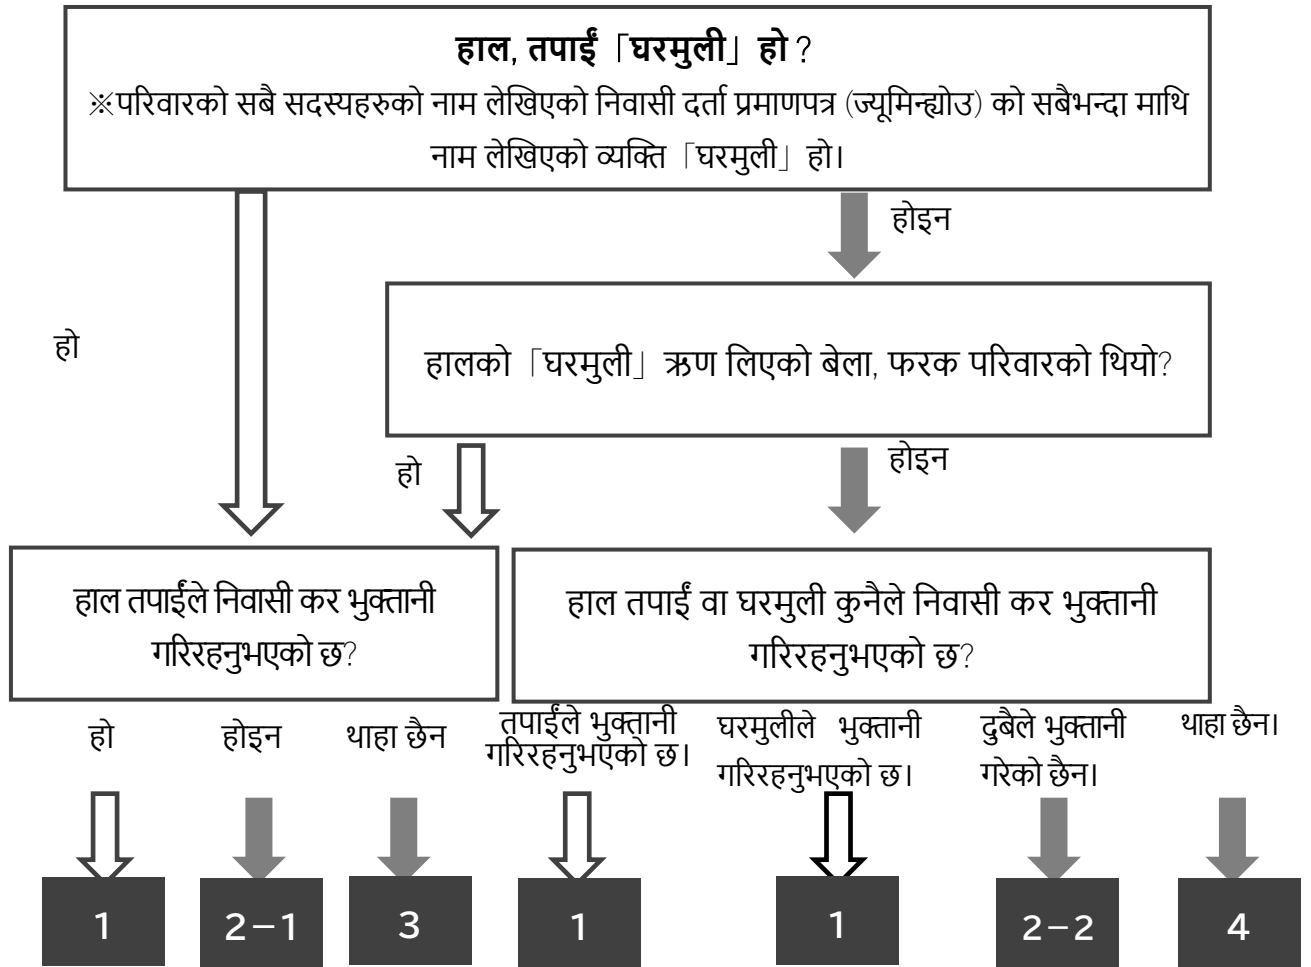 हाल, तपाईं「घरमुली」हो ?
※परिवारको सबै सदस्यहरुको नाम लेखिएको निवासी दर्ता प्रमाणपत्र (ज्यूमिन्ह्योउ) को सबैभन्दा माथि
नाम लेखिएको व्यक्ति「घरमुली」हो।
होइन
हो
हालको「घरमुली」ऋण लिएको बेला, फरक परिवारको थियो?
हो
होइन
हाल तपाईंले निवासी कर भुक्तानी
गरिरहनुभएको छ?
हाल तपाईं वा घरमुली कुनैले निवासी कर भुक्तानी
गरिरहनुभएको छ?
हो
होइन
थाहा छैन
तपाईंले भुक्तानी
गरिरहनुभएको छ।
घरमुलीले भुक्तानी
गरिरहनुभएको छ।
दुबैले भुक्तानी
गरेको छैन।
थाहा छैन।
1
2−1
3
1
1
2−2
4